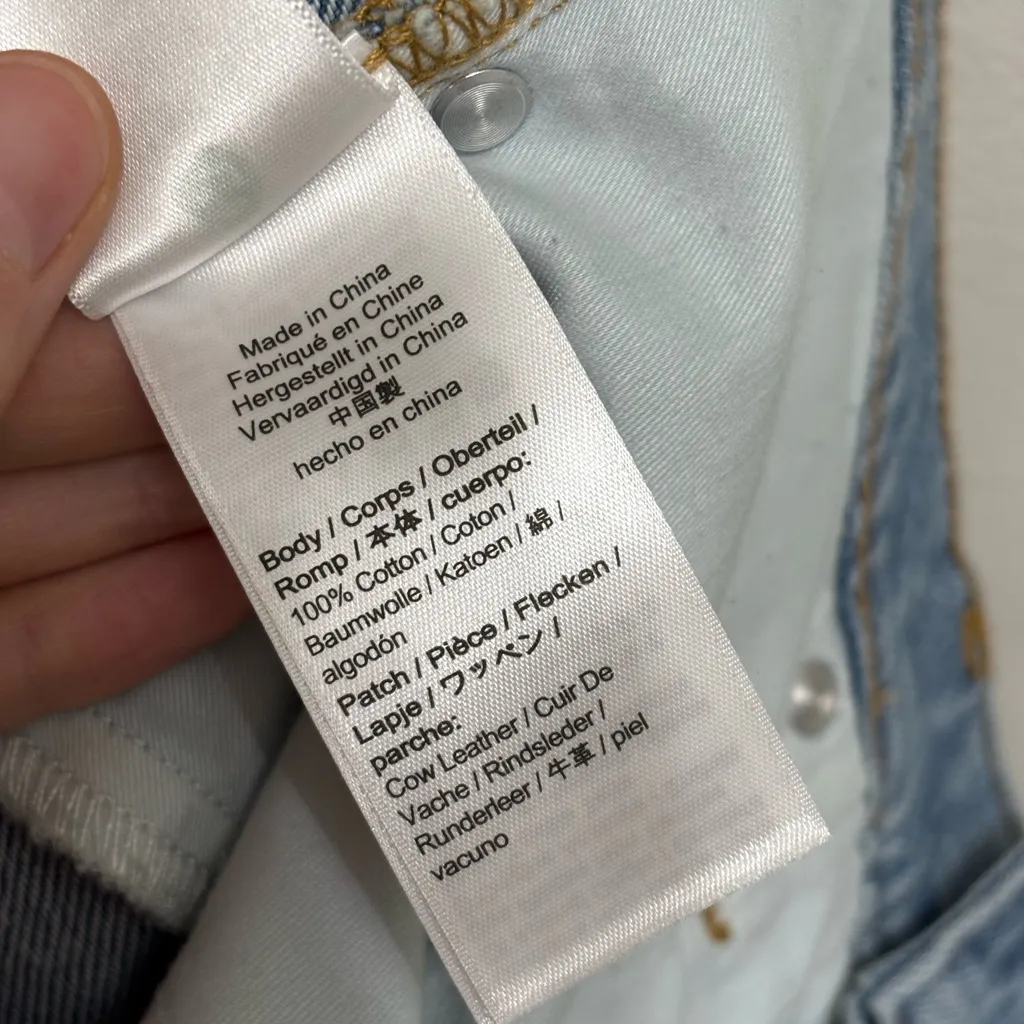 Made in China
Fabriqué en Chine
Hergestellt in China
Vervaardigd in China
中国製
hecho en china
Body / Corps / Oberteil /
Romp / 本体 / cuerpo:
100% Cotton / Coton /
Baumwolle / Katoen / 綿 /
algodón
Patch / Pièce / Flecken /
Lapje / ワッペン /
parche:
Cow Leather / Cuir De
Vache / Rindsleder /
Runderleer / 牛革 / piel
vacuno